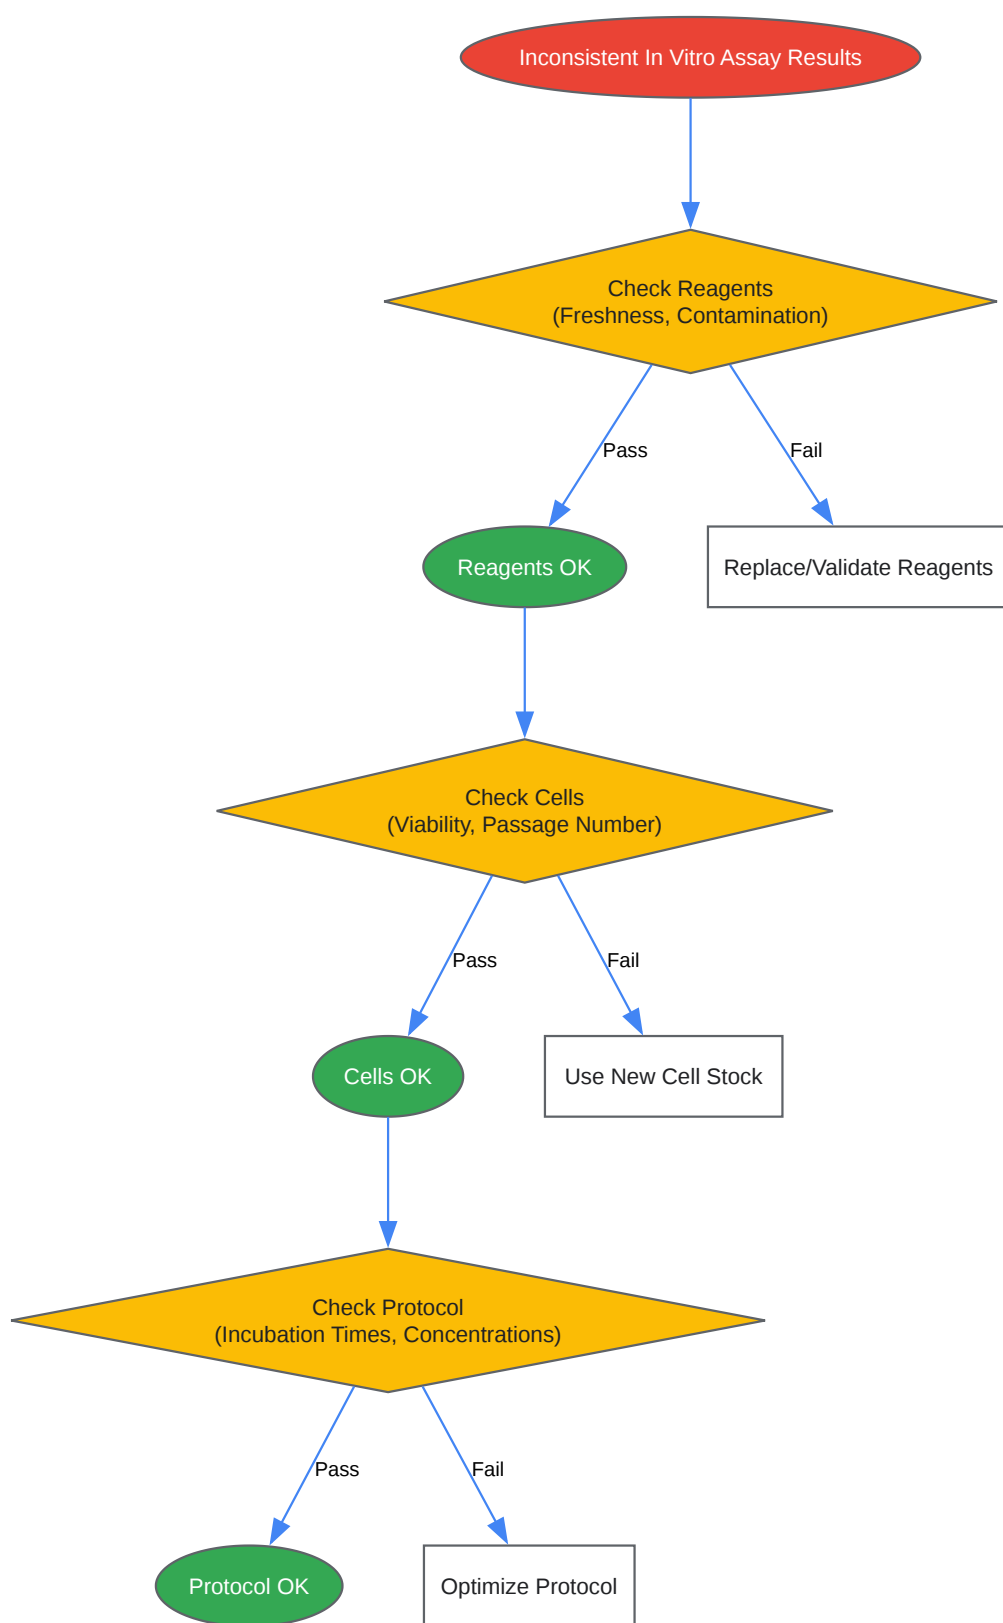 Inconsistent In Vitro Assay Results
Check Reagents
(Freshness, Contamination)
Pass
Fail
Reagents OK
Replace/Validate Reagents
Check Cells
(Viability, Passage Number)
Pass
Fail
Cells OK
Use New Cell Stock
Check Protocol
(Incubation Times, Concentrations)
Pass
Fail
Protocol OK
Optimize Protocol